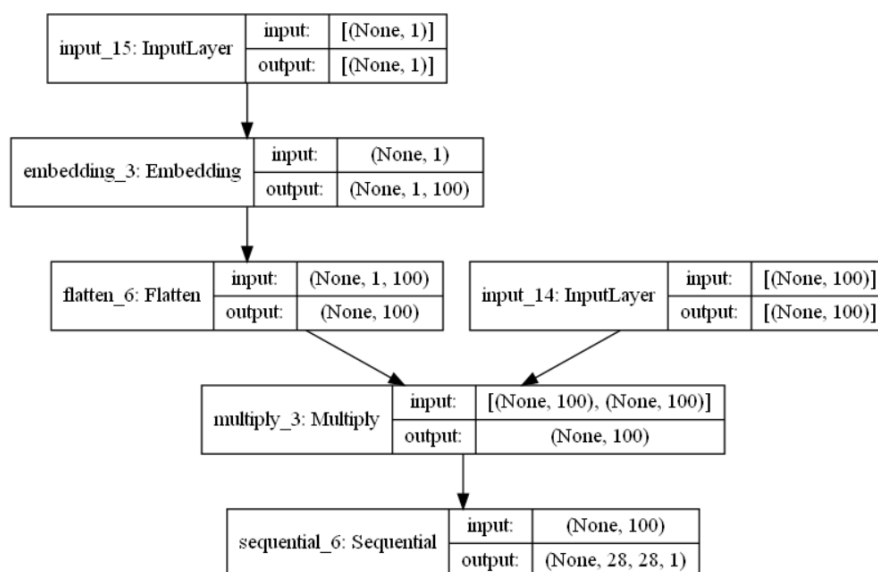 input_15: InputLayer
input: [(None, 1)]
output: [(None, 1)]
embedding_3: Embedding
input: (None, 1)
output: (None, 1, 100)
flatten_6: Flatten
input: (None, 1, 100)
output: (None, 100)
input_14: InputLayer
input: [(None, 100)]
output: [(None, 100)]
multiply_3: Multiply
input: [(None, 100), (None, 100)]
output: (None, 100)
sequential_6: Sequential
input: (None, 100)
output: (None, 28, 28, 1)